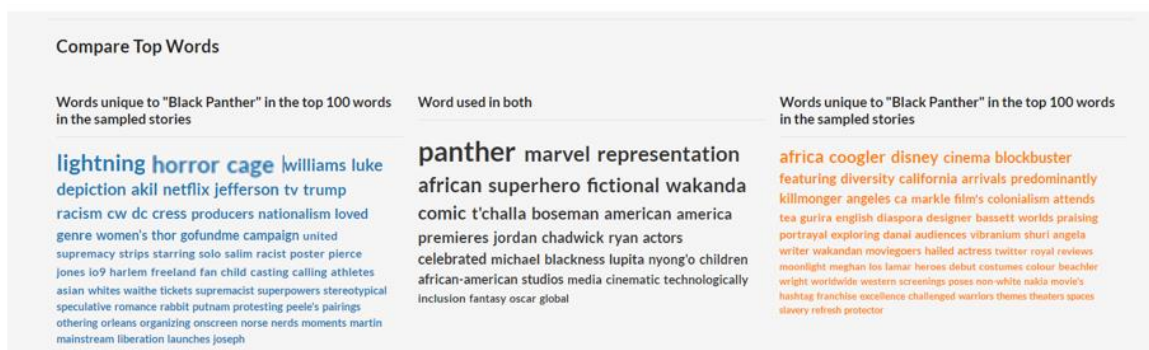 Compare Top Words
Words unique to "Black Panther" in the top 100 words
in the sampled stories
lightning horror cage williams luke
depiction akil netflix jefferson tv trump
racism cw dc cress producers nationalism loved
genre women's thor gofundme campaign united
supremacy strips starring solo salim racist poster pierce
jones io9 harlem freeland fan child casting calling athletes
asian whites waithe tickets supremacist superpowers stereotypical
speculative romance rabbit putnam protesting peele's pairings
othering orleans organizing onscreen norse nerds moments martin
mainstream liberation launches joseph
Word used in both
panther marvel representation
african superhero fictional wakanda
comic t'challa boseman american america
premieres jordan chadwick ryan actors
celebrated michael blackness lupita nyong'o children
african-american studios media cinematic technologically
inclusion fantasy oscar global
Words unique to "Black Panther" in the top 100 words
in the sampled stories
africa coogler disney cinema blockbuster
featuring diversity california arrivals predominantly
killmonger angeles ca markle film's colonialism attends
tea gurira english diaspora designer bassett worlds praising
portrayal exploring danai audiences vibranium shuri angela
writer wakandan moviegoers hailed actress twitter royal reviews
moonlight meghan los lamar heroes debut costumes colour beachler
wright worldwide western screenings poses non-white nakia movie's
hashtag franchise excellence challenged warriors themes theaters spaces
slavery refresh protector